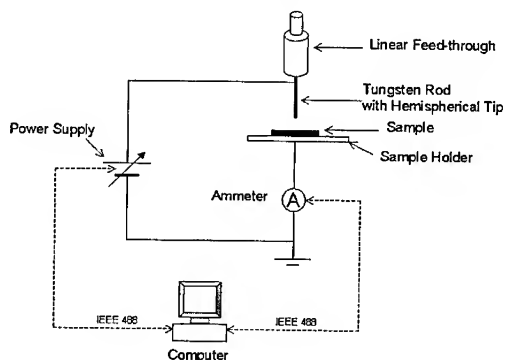 Linear Feed-through
Tungsten Rod
with Hemispherical Tip
Power Supply
Sample
Sample Holder
Ammeter
A
IEEE 488
IEEE 488
Computer